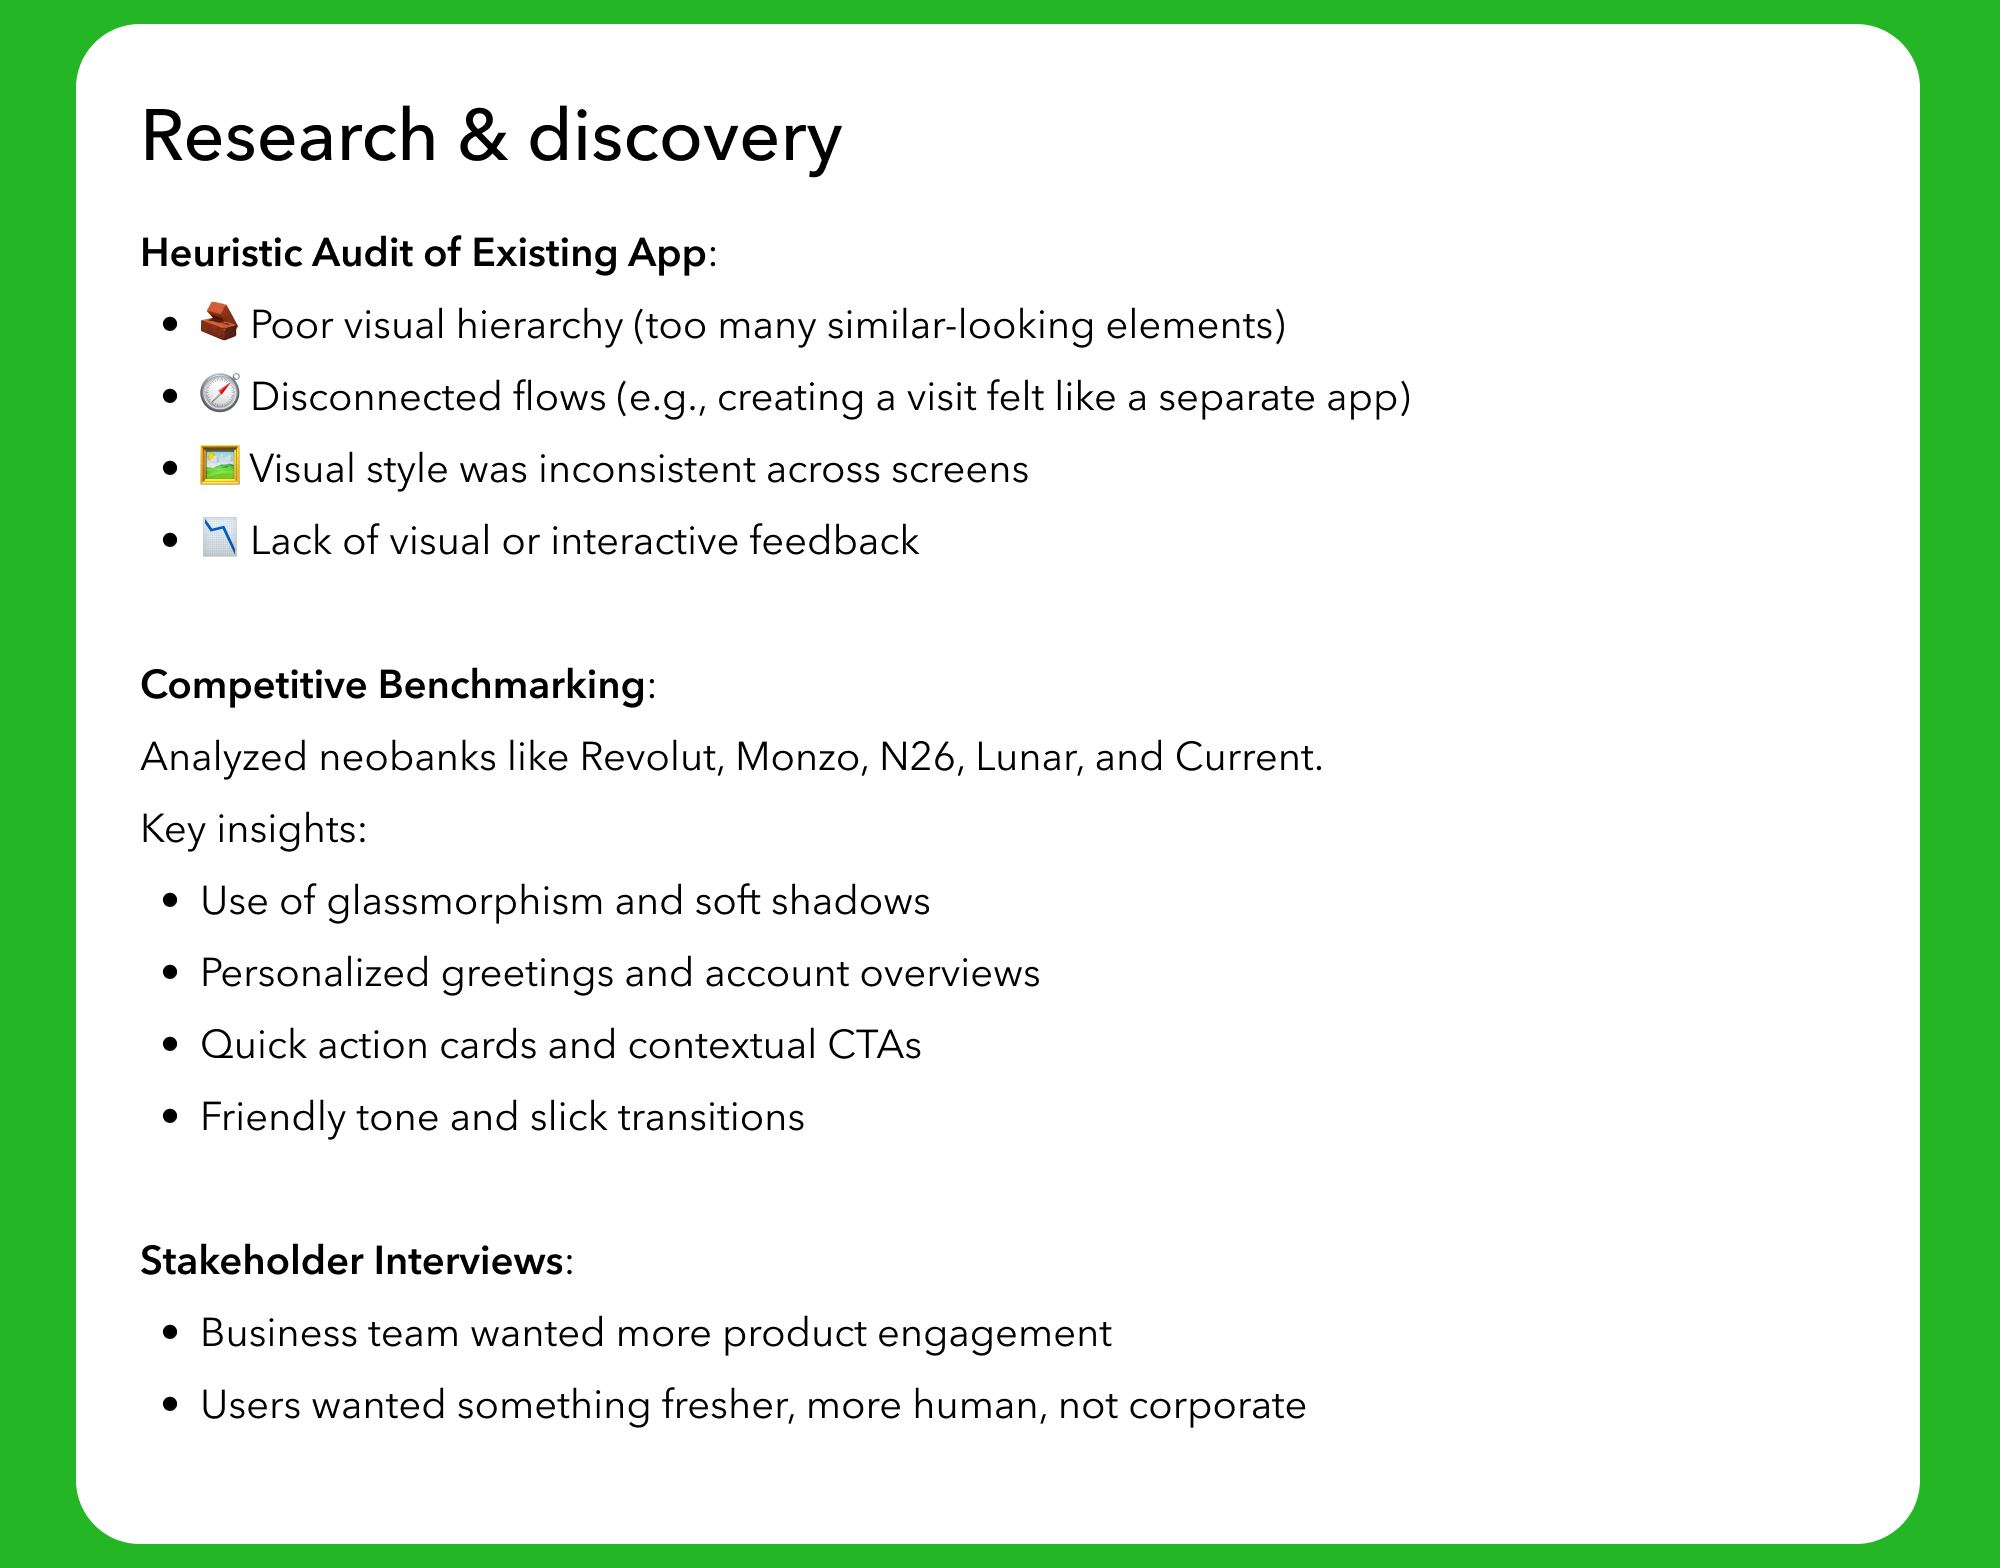 Research & discovery
Heuristic Audit of Existing App:
• 🧱 Poor visual hierarchy (too many similar-looking elements)
• 🧭 Disconnected flows (e.g., creating a visit felt like a separate app)
• 🖼️ Visual style was inconsistent across screens
• 📉 Lack of visual or interactive feedback
Competitive Benchmarking:
Analyzed neobanks like Revolut, Monzo, N26, Lunar, and Current.
Key insights:
• Use of glassmorphism and soft shadows
• Personalized greetings and account overviews
• Quick action cards and contextual CTAs
• Friendly tone and slick transitions
Stakeholder Interviews:
• Business team wanted more product engagement
• Users wanted something fresher, more human, not corporate